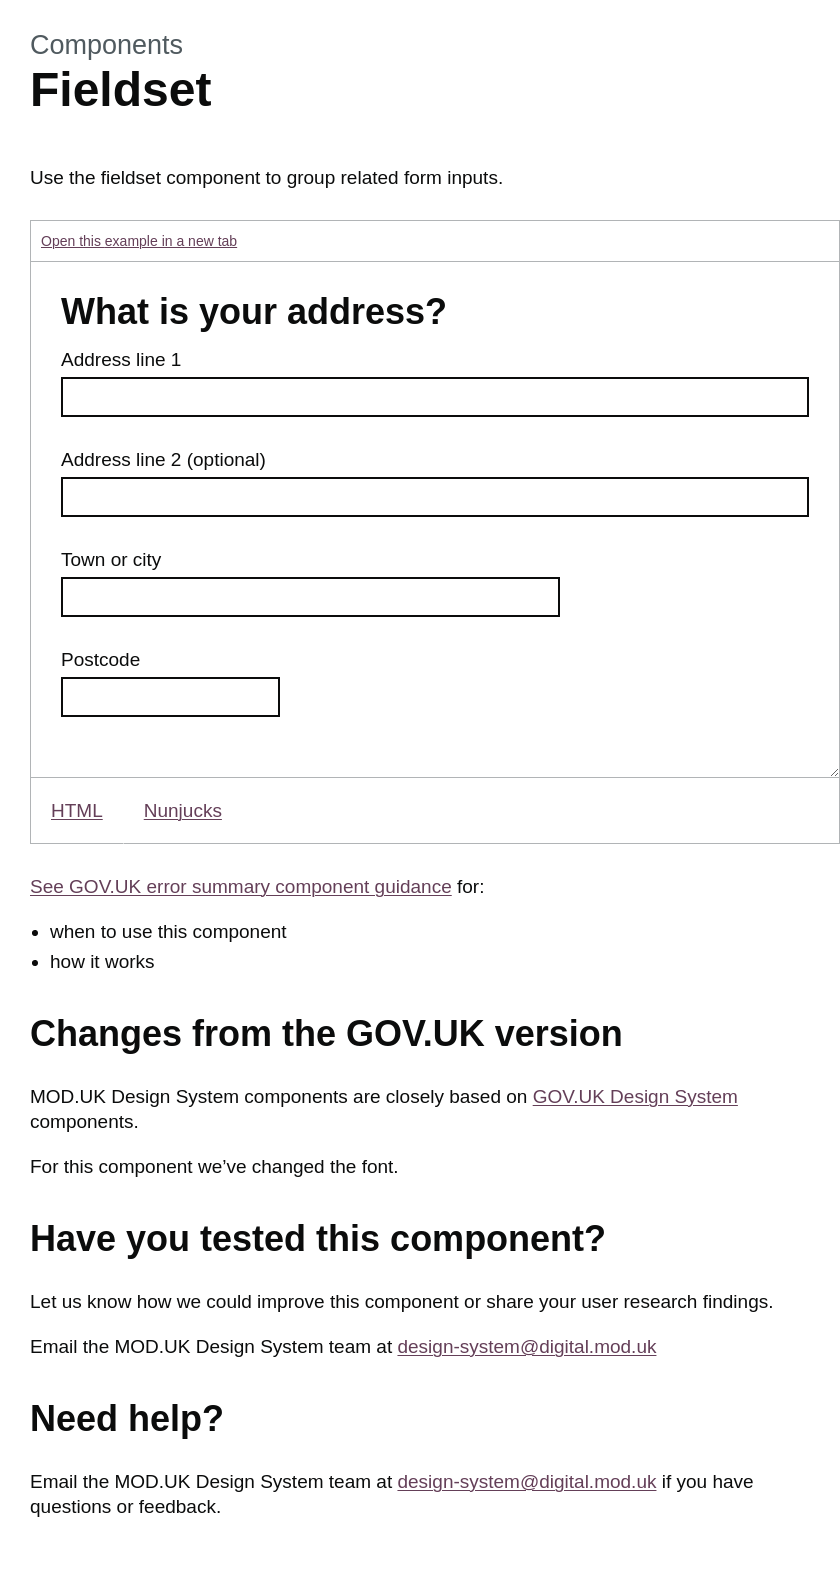 Components
Fieldset
Use the fieldset component to group related form inputs.
Open this example in a new tab
What is your address?
Address line 1
Address line 2 (optional)
Town or city
Postcode
HTML Nunjucks
See GOV.UK error summary component guidance for:
• when to use this component
• how it works
Changes from the GOV.UK version
MOD.UK Design System components are closely based on GOV.UK Design System
components.
For this component we’ve changed the font.
Have you tested this component?
Let us know how we could improve this component or share your user research findings.
Email the MOD.UK Design System team at design-system@digital.mod.uk
Need help?
Email the MOD.UK Design System team at design-system@digital.mod.uk if you have
questions or feedback.